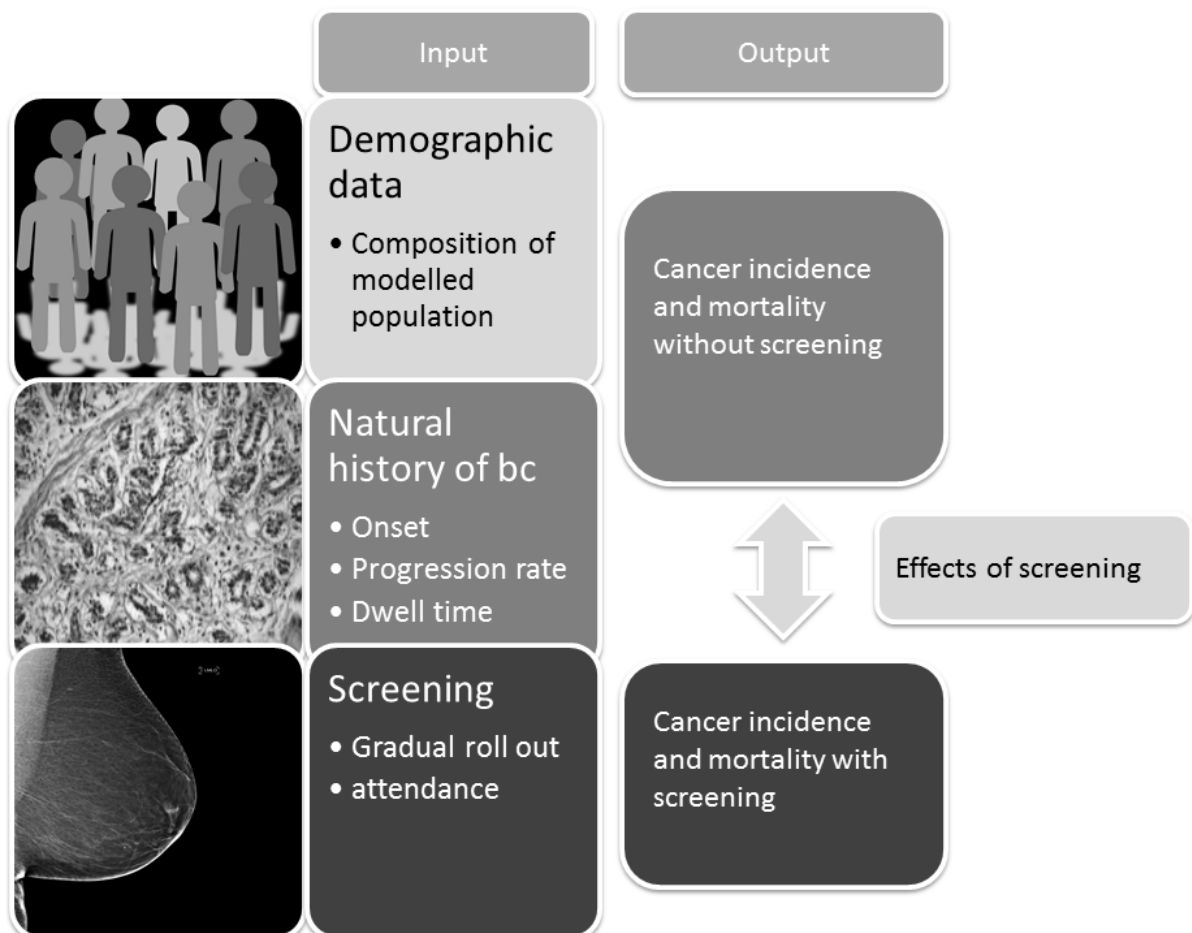 Input
Output
Demographic
data
• Composition of
modelled
population
Cancer incidence
and mortality
without screening
Natural
history of bc
• Onset
• Progression rate
• Dwell time
Effects of screening
Screening
• Gradual roll out
• attendance
Cancer incidence
and mortality with
screening